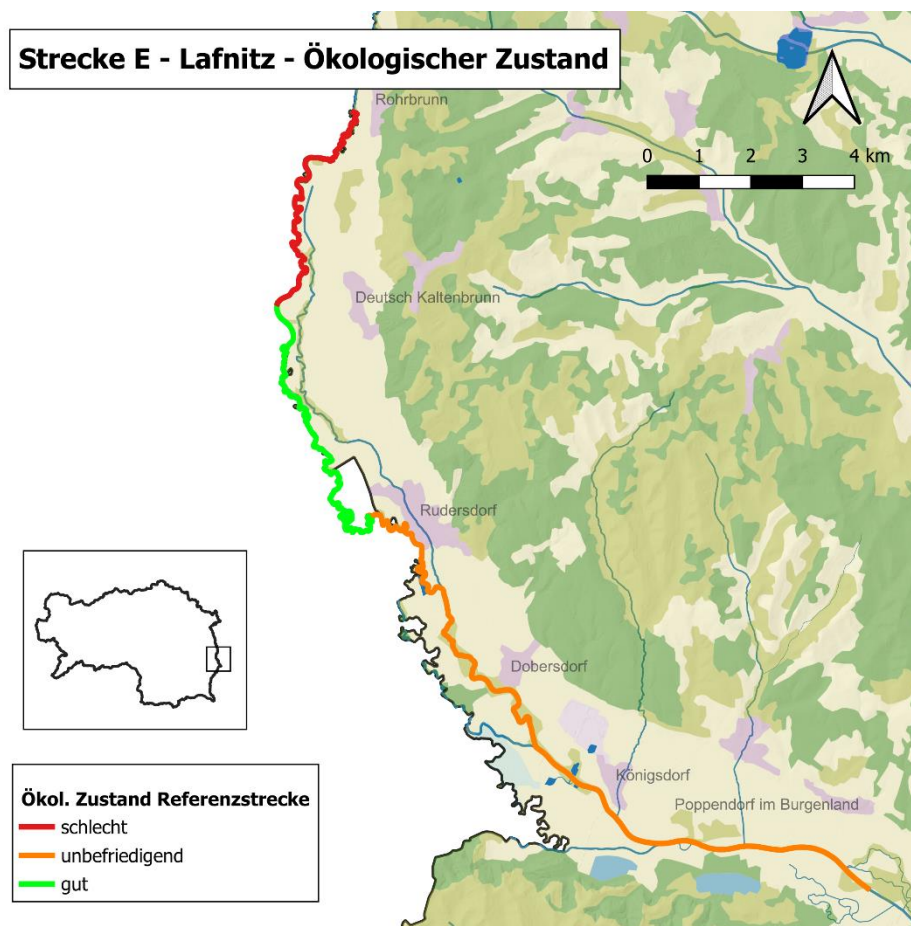 Strecke E - Lafnitz - Ökologischer Zustand
Rohrbrunn
0 1 2 3 4 km
Deutsch Kaltenbrunn
Rudersdorf
Dobersdorf
Königsdorf
Poppendorf im Burgenland
Ökol. Zustand Referenzstrecke
schlecht
unbefriedigend
gut